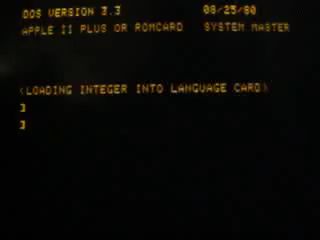 DOS VERSION 3.3 08/25/80
APPLE II PLUS OR ROMCARD SYSTEM MASTER
(LOADING INTEGER INTO LANGUAGE CARD)
]
]